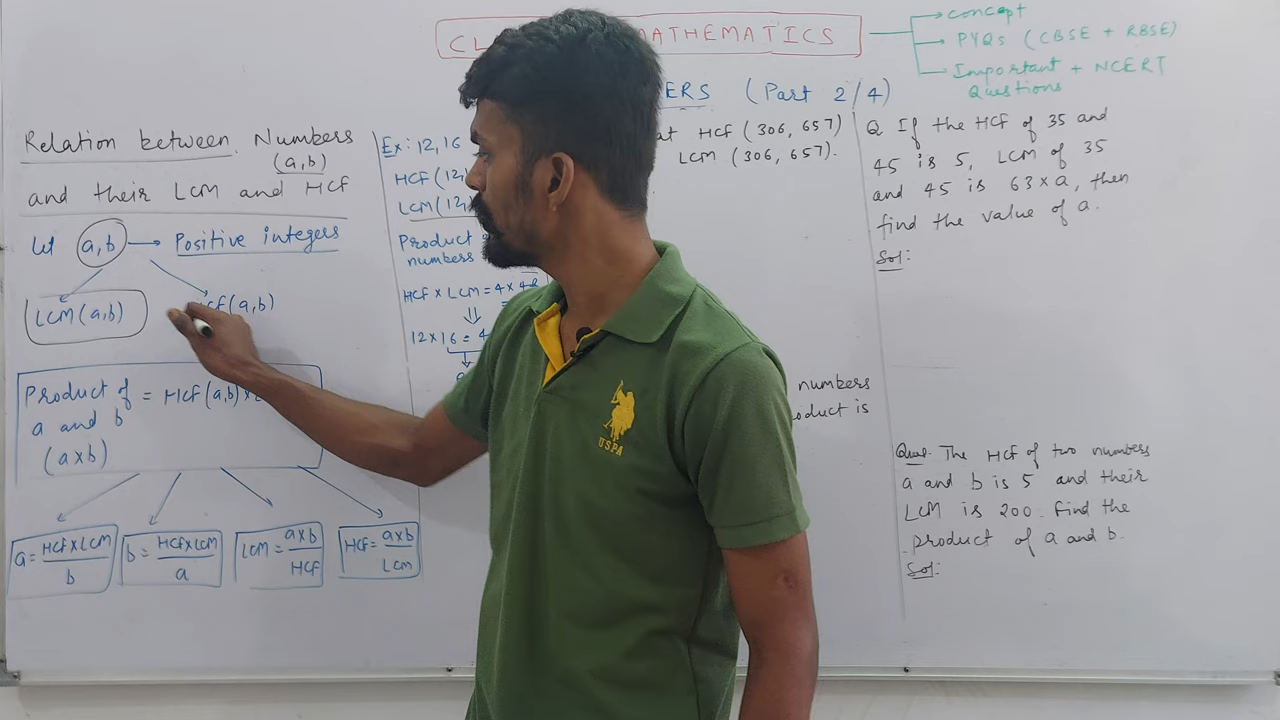 CL MATHEMATICS
concept
PYQs (CBSE + RBSE)
Important + NCERT
Questions
ERS (Part 2/4)
Relation between Numbers
(a,b)
and their LCM and HCF
Let a,b → Positive integers
LCM(a,b)
HCF(a,b)
Product of = HCF(a,b)×
a and b
(a×b)
a = HCF×LCM
b
b = HCF×LCM
a
LCM = a×b
HCF
HCF = a×b
LCM
Ex: 12,16
HCF(12,
LCM(12,
Product
numbers
HCF × LCM = 4 × 48
⇓
12×16 = 4
at HCF (306, 657)
LCM (306, 657).
numbers
product is
Q If the HCF of 35 and
45 is 5, LCM of 35
and 45 is 63×a, then
find the value of a.
Sol:
Ques. The HCF of two numbers
a and b is 5 and their
LCM is 200. Find the
product of a and b.
Sol:
USPA